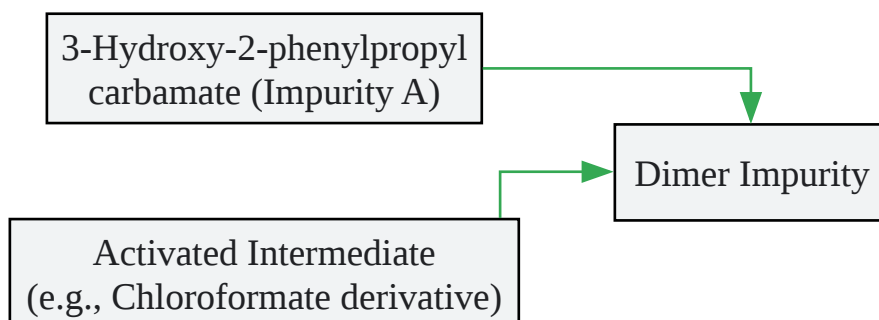 3-Hydroxy-2-phenylpropyl
carbamate (Impurity A)
Dimer Impurity
Activated Intermediate
(e.g., Chloroformate derivative)